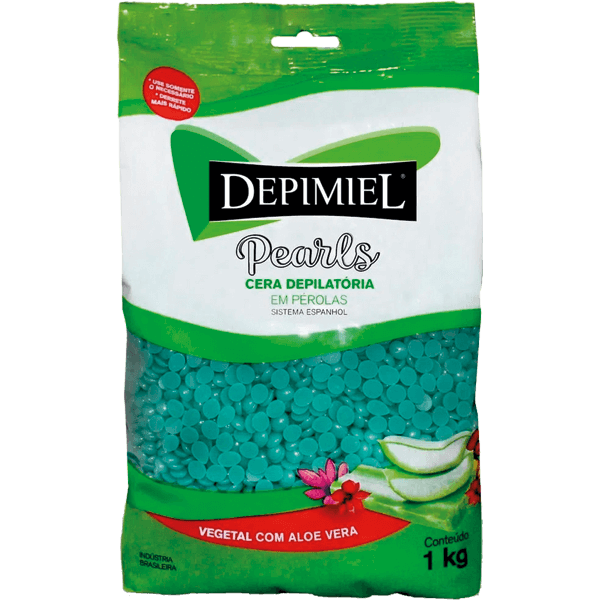 • USE SOMENTE
O NECESSÁRIO
• DERRETE
MAIS RÁPIDO
DEPIMIEL®
Pearls
CERA DEPILATÓRIA
EM PÉROLAS
SISTEMA ESPANHOL
VEGETAL COM ALOE VERA
INDÚSTRIA
BRASILEIRA
Conteúdo
1 kg